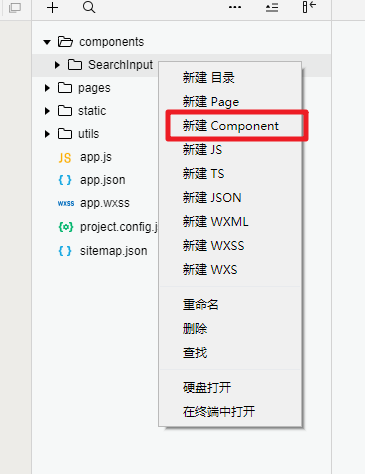 components
SearchInput
pages
static
utils
JS app.js
{ } app.json
WXSS app.wxss
{o} project.config.j
{ } sitemap.json
新建 目录
新建 Page
新建 Component
新建 JS
新建 TS
新建 JSON
新建 WXML
新建 WXSS
新建 WXS
重命名
删除
查找
硬盘打开
在终端中打开